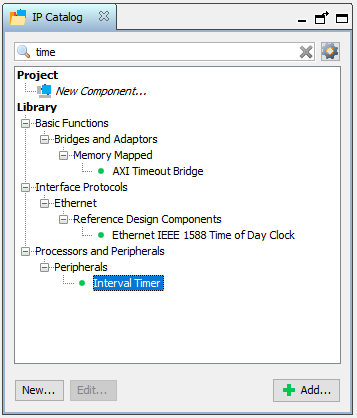 IP Catalog
time
Project
New Component...
Library
Basic Functions
Bridges and Adaptors
Memory Mapped
AXI Timeout Bridge
Interface Protocols
Ethernet
Reference Design Components
Ethernet IEEE 1588 Time of Day Clock
Processors and Peripherals
Peripherals
Interval Timer
New... Edit... Add...